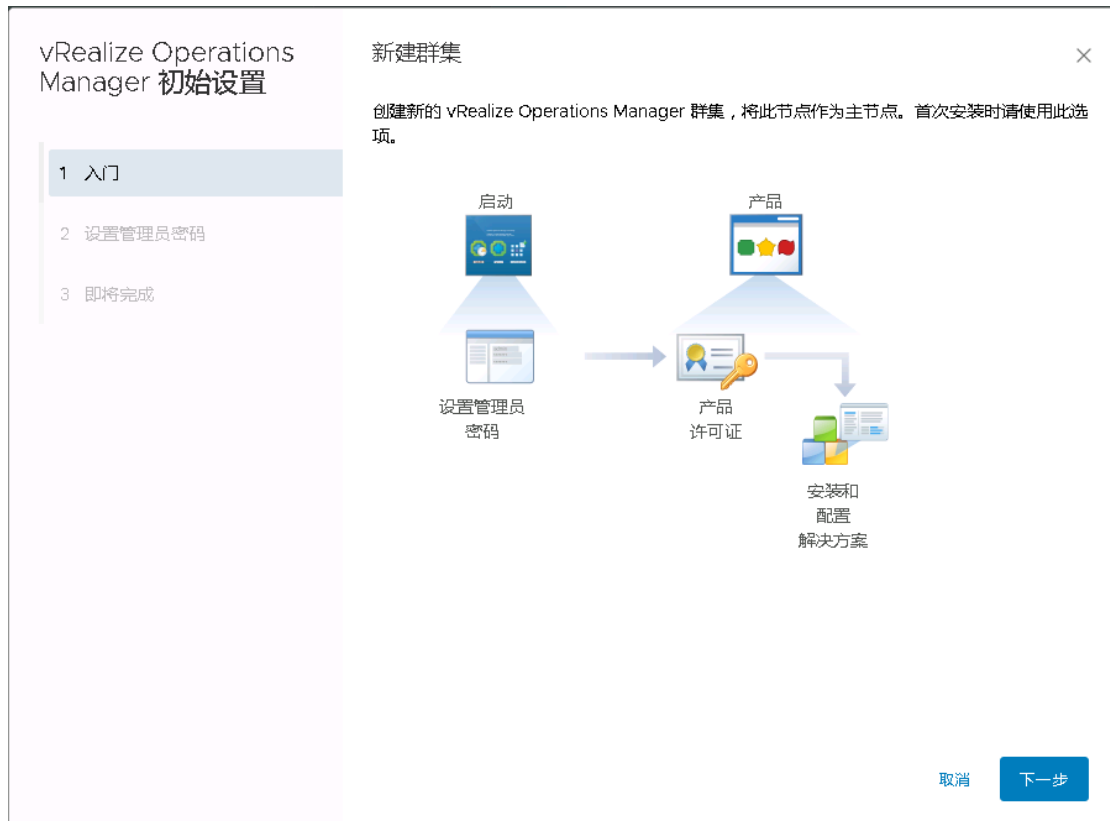 vRealize Operations
Manager 初始设置
1 入门
2 设置管理员密码
3 即将完成
新建群集
创建新的 vRealize Operations Manager 群集，将此节点作为主节点。首次安装时请使用此选
项。
启动
产品
设置管理员
密码
产品
许可证
安装和
配置
解决方案
取消
下一步